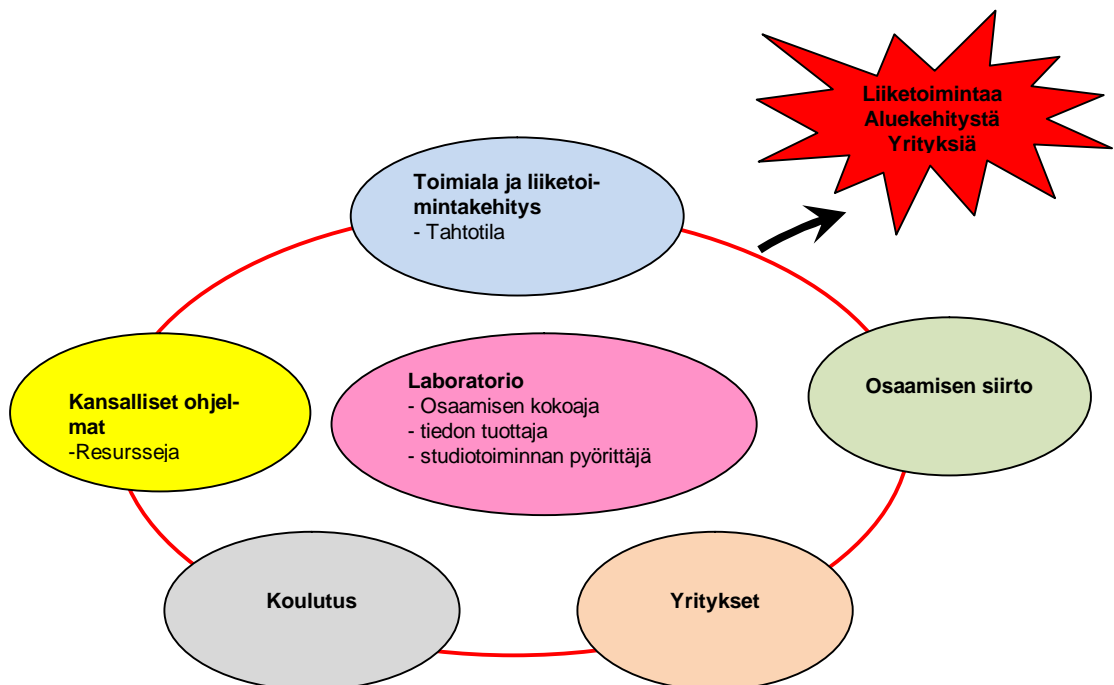 Liiketoimintaa
Aluekehitystä
Yrityksiä
Toimiala ja liiketoi-
mintakehitys
- Tahtotila
Kansalliset ohjel-
mat
-Resursseja
Laboratorio
- Osaamisen kokoaja
- tiedon tuottaja
- studiotoiminnan pyörittäjä
Osaamisen siirto
Koulutus
Yritykset